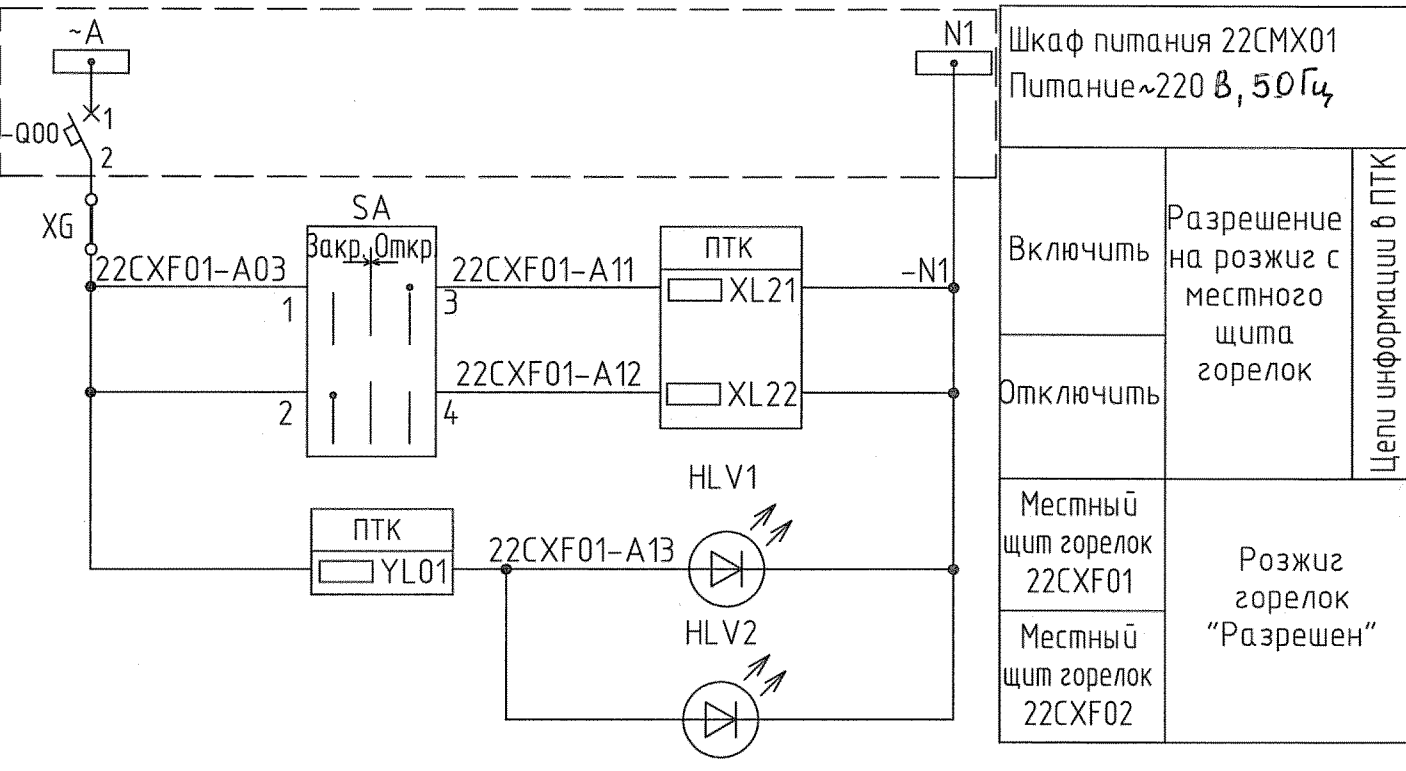 ~A
N1
Шкаф питания 22CMX01
Питание~220 В, 50Гц
1
-Q00
2
XG
SA
Закр. Откр.
22CXF01-A03
22CXF01-A11
ПТК
-N1
1
3
XL21
22CXF01-A12
2
4
XL22
HLV1
ПТК
22CXF01-A13
YL01
HLV2
Включить
Отключить
Разрешение
на розжиг с
местного
щита
горелок
Цепи информации в ПТК
Местный
щит горелок
22CXF01
Местный
щит горелок
22CXF02
Розжиг
горелок
"Разрешен"